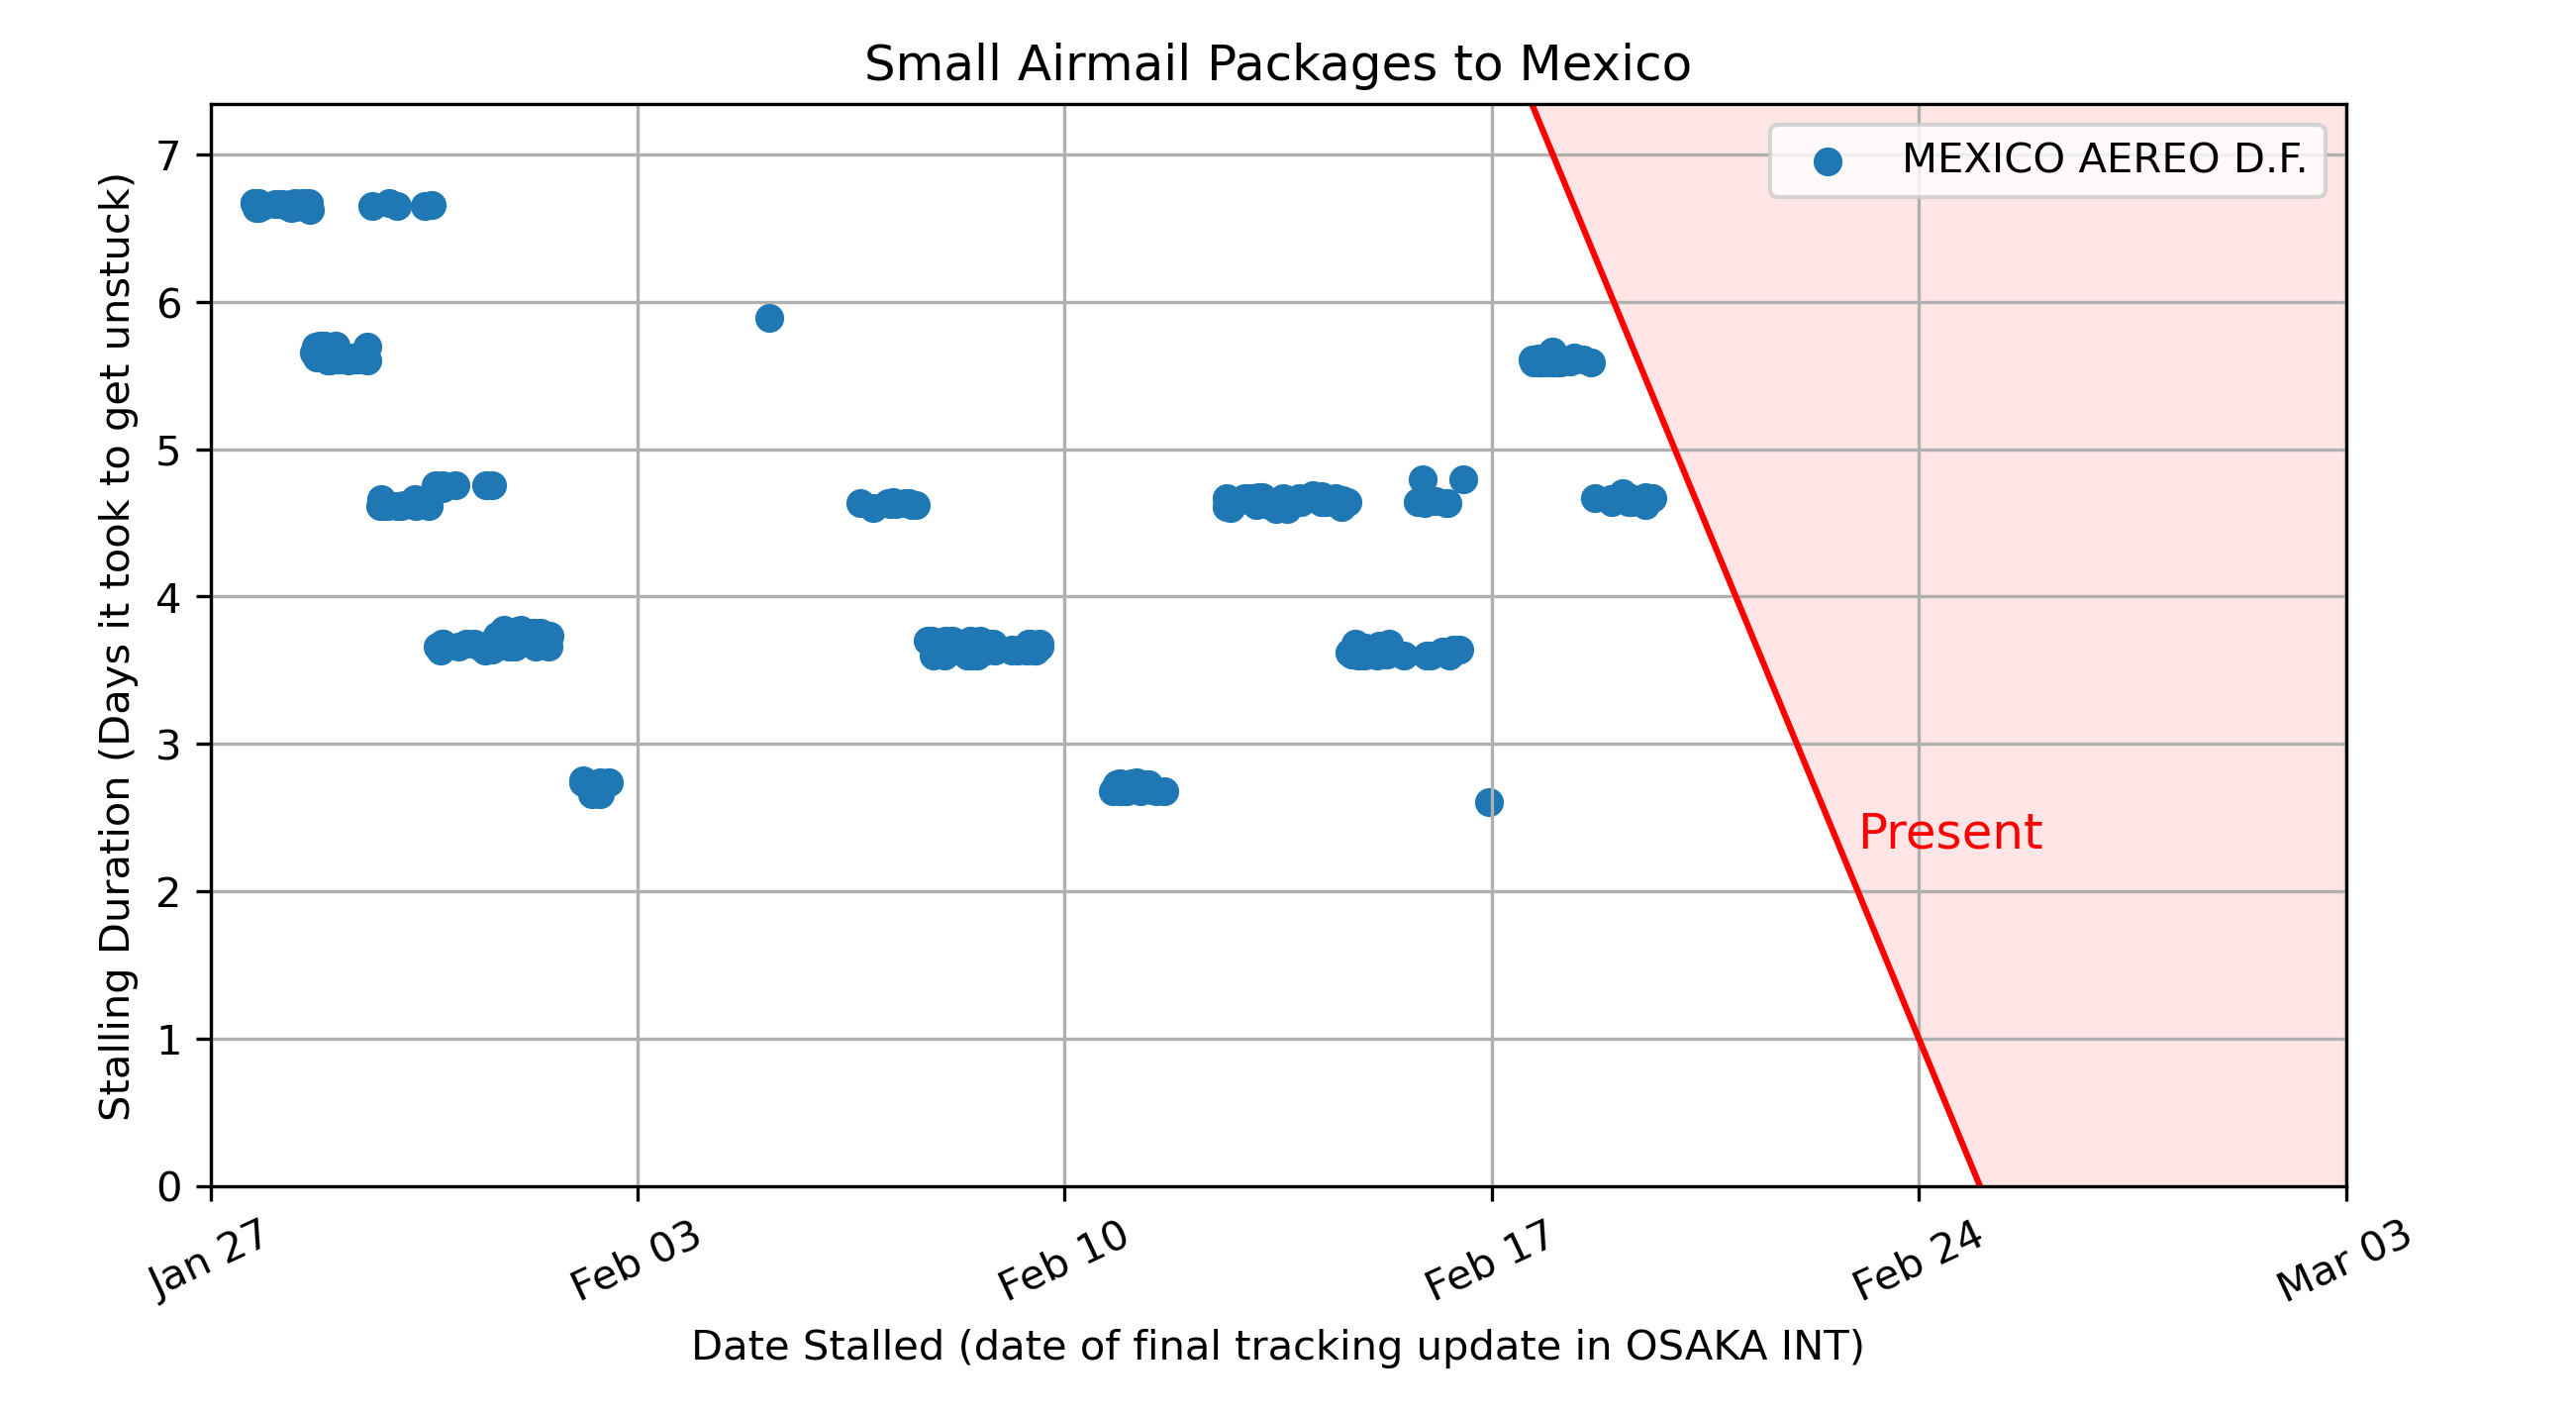 Small Airmail Packages to Mexico
MEXICO AEREO D.F.
Stalling Duration (Days it took to get unstuck)
7
6
5
4
3
2
1
0
Present
Jan 27
Feb 03
Feb 10
Feb 17
Feb 24
Mar 03
Date Stalled (date of final tracking update in OSAKA INT)